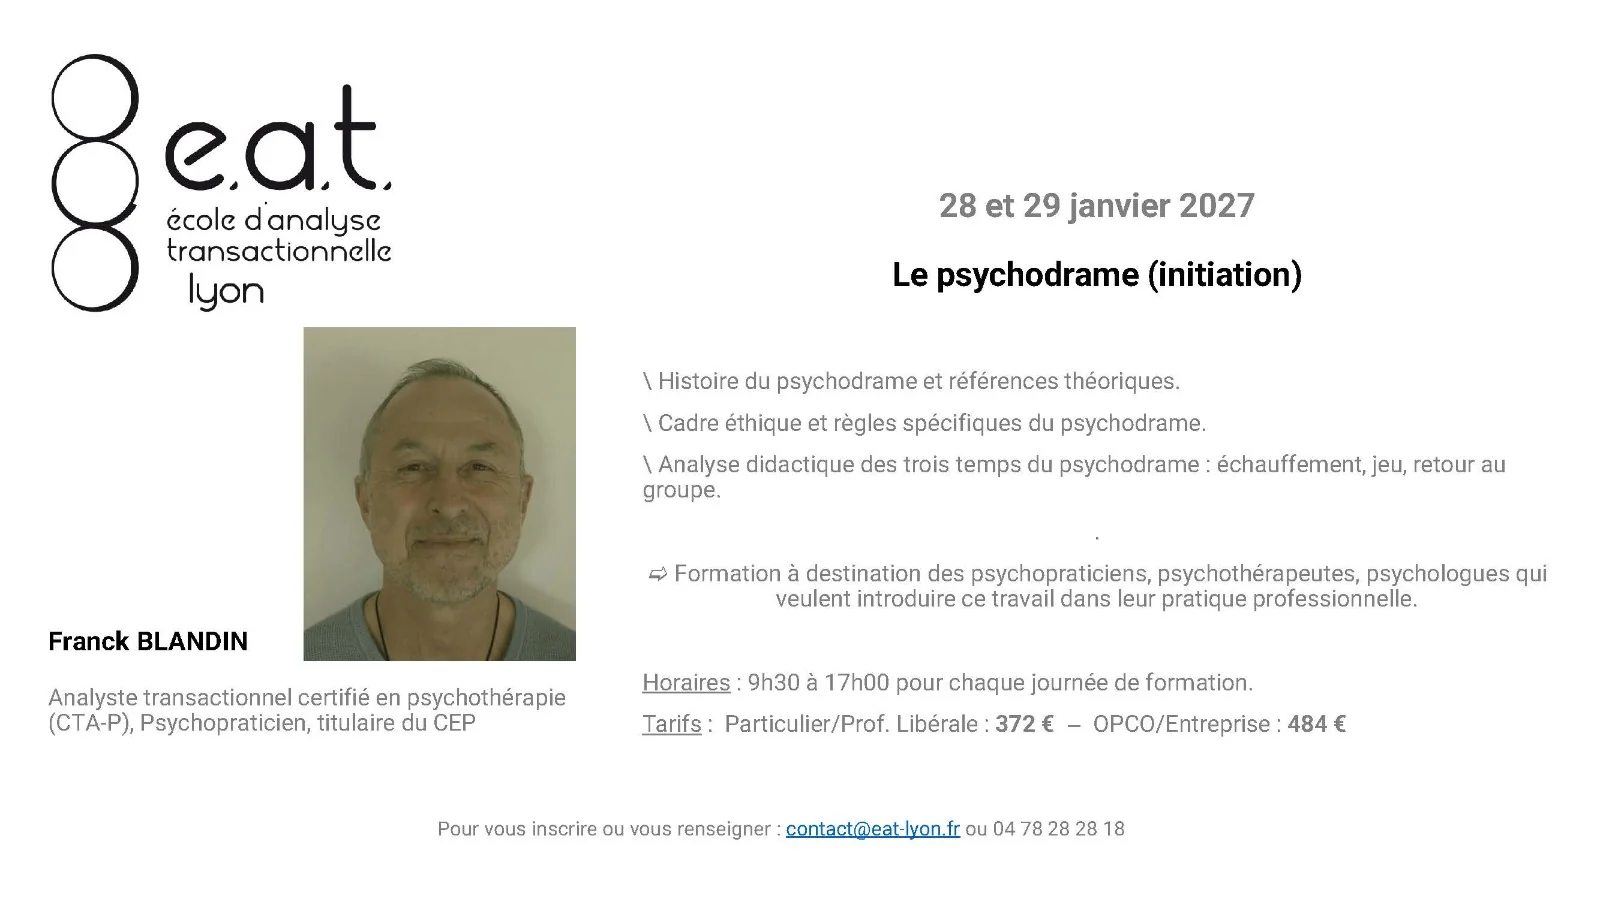 e.a.t.
école d'analyse
transactionnelle
lyon
28 et 29 janvier 2027
Le psychodrame (initiation)
\ Histoire du psychodrame et références théoriques.
\ Cadre éthique et règles spécifiques du psychodrame.
\ Analyse didactique des trois temps du psychodrame : échauffement, jeu, retour au
groupe.
.
➯ Formation à destination des psychopraticiens, psychothérapeutes, psychologues qui
veulent introduire ce travail dans leur pratique professionnelle.
Franck BLANDIN
Analyste transactionnel certifié en psychothérapie
(CTA-P), Psychopraticien, titulaire du CEP
Horaires : 9h30 à 17h00 pour chaque journée de formation.
Tarifs : Particulier/Prof. Libérale : 372 € – OPCO/Entreprise : 484 €
Pour vous inscrire ou vous renseigner : contact@eat-lyon.fr ou 04 78 28 28 18